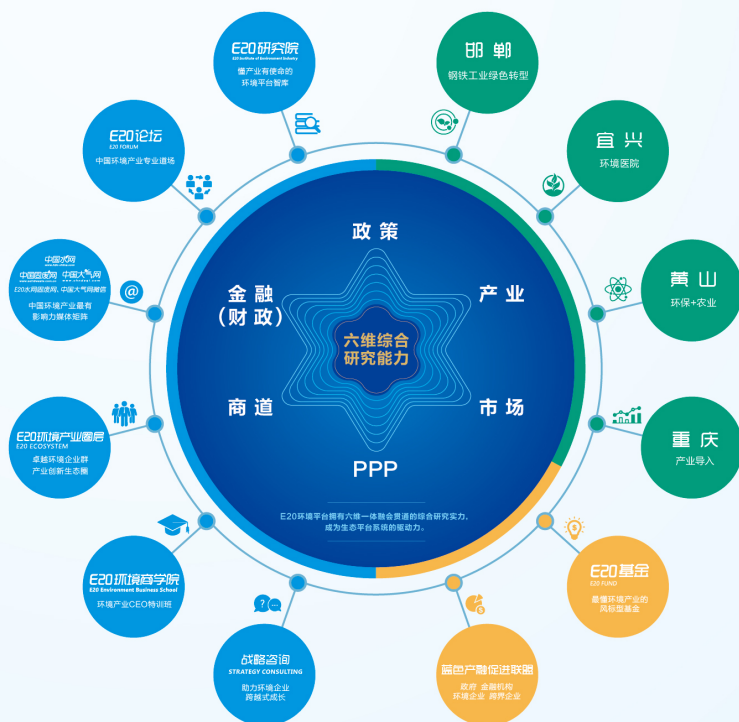 E20研究院
E20 Institute of Environment Industry
懂产业有使命的
环境平台智库
邯郸
钢铁工业绿色转型
E20论坛
E20 FORUM
中国环境产业专业道场
宜兴
环境医院
中国水网
中国固废网 中国大气网
E20水网固废网、中国大气网微信
中国环境产业最有
影响力媒体矩阵
@
黄山
环保+农业
E20环境产业圈层
E20 ECOSYSTEM
卓越环境企业群
产业创新生态圈
重庆
产业导入
E20环境商学院
E20 Environment Business School
环境产业CEO特训班
E20基金
E20 FUND
最懂环境产业的
风标型基金
战略咨询
STRATEGY CONSULTING
助力环境企业
跨越式成长
蓝色产融促进联盟
政府 金融机构
环境企业 跨界企业
政策
金融
(财政)
产业
六维综合
研究能力
商道
市场
PPP
E20环境平台拥有六维一体融会贯通的综合研究实力,
成为生态平台系统的驱动力。